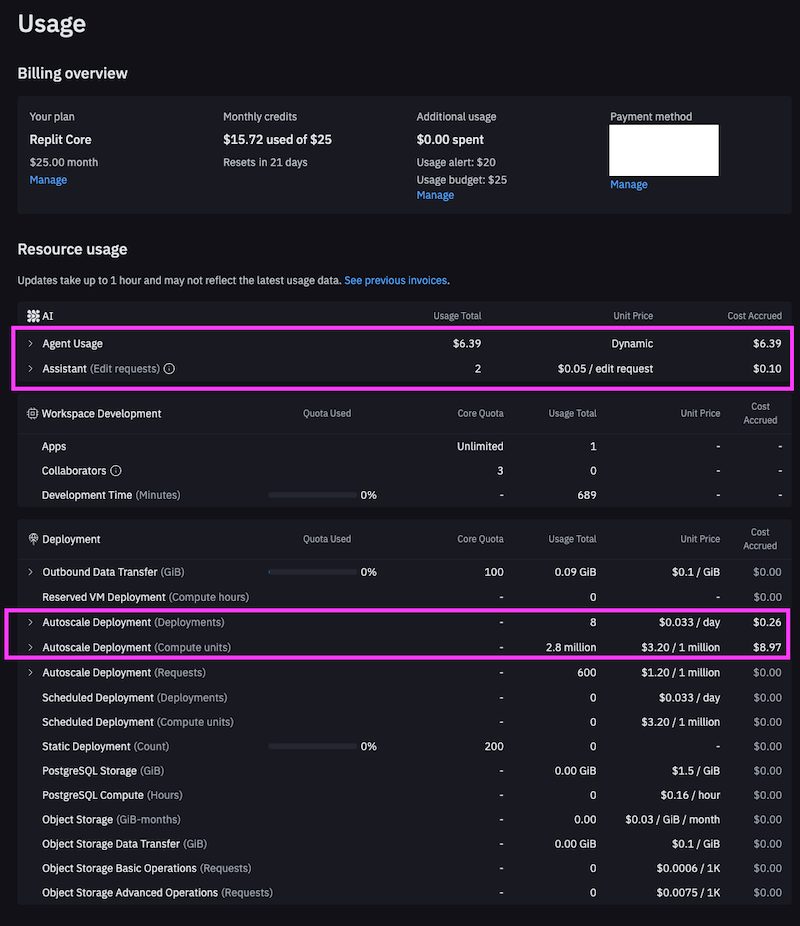 Usage
Billing overview
Your plan Monthly credits Additional usage Payment method
Replit Core $15.72 used of $25 $0.00 spent
$25.00 month Resets in 21 days Usage alert: $20
Manage Usage budget: $25 Manage
Manage
Resource usage
Updates take up to 1 hour and may not reflect the latest usage data. See previous invoices.
AI Usage Total Unit Price Cost Accrued
Agent Usage $6.39 Dynamic $6.39
Assistant (Edit requests) 2 $0.05 / edit request $0.10
Workspace Development Quota Used Core Quota Usage Total Unit Price Cost Accrued
Apps Unlimited 1 - -
Collaborators 3 0 - -
Development Time (Minutes) 0% - 689 - -
Deployment Quota Used Core Quota Usage Total Unit Price Cost Accrued
Outbound Data Transfer (GiB) 0% 100 0.09 GiB $0.1 / GiB $0.00
Reserved VM Deployment (Compute hours) - 0 - $0.00
Autoscale Deployment (Deployments) - 8 $0.033 / day $0.26
Autoscale Deployment (Compute units) - 2.8 million $3.20 / 1 million $8.97
Autoscale Deployment (Requests) - 600 $1.20 / 1 million $0.00
Scheduled Deployment (Deployments) - 0 $0.033 / day $0.00
Scheduled Deployment (Compute units) - 0 $3.20 / 1 million $0.00
Static Deployment (Count) 0% 200 0 - $0.00
PostgreSQL Storage (GiB) - 0.00 GiB $1.5 / GiB $0.00
PostgreSQL Compute (Hours) - 0 $0.16 / hour $0.00
Object Storage (GiB-months) - 0.00 $0.03 / GiB / month $0.00
Object Storage Data Transfer (GiB) - 0.00 GiB $0.1 / GiB $0.00
Object Storage Basic Operations (Requests) - 0 $0.0006 / 1K $0.00
Object Storage Advanced Operations (Requests) - 0 $0.0075 / 1K $0.00